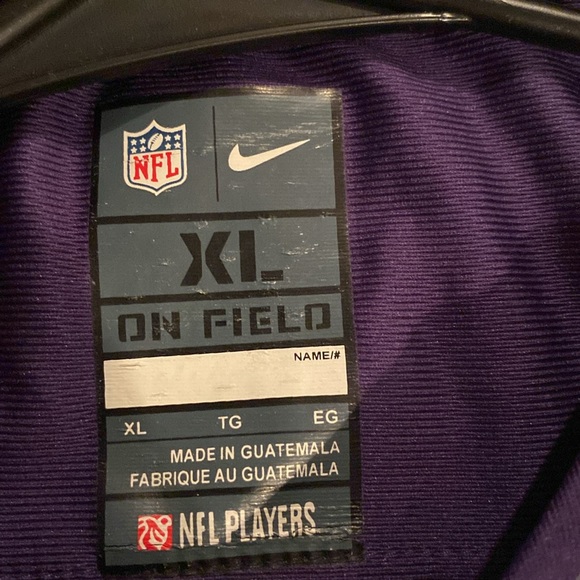 NFL
XL
ON FIELD
NAME/#
XL TG EG
MADE IN GUATEMALA
FABRIQUE AU GUATEMALA
NFL PLAYERS